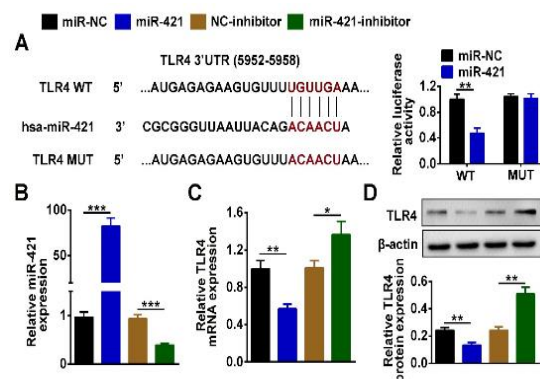 miR-NC miR-421 NC-inhibitor miR-421-inhibitor
A
TLR4 3'UTR (5952-5958)
TLR4 WT 5' ...AUGAGAGAAGUGUUUUGUUGAAA...
hsa-miR-421 3' CGCGGGUUAAUUACAGACAACUA
TLR4 MUT 5' ...AUGAGAGAAGUGUUUACAACUAA...
miR-NC
miR-421
Relative luciferase
activity
1.2
0.8
0.4
0.0
**
WT MUT
B
Relative miR-421
expression
100
50
1
0
***
***
C
Relative TLR4
mRNA expression
1.6
1.2
0.8
0.4
0.0
**
*
D
TLR4
β-actin
Relative TLR4
protein expression
0.6
0.4
0.2
0.0
**
**